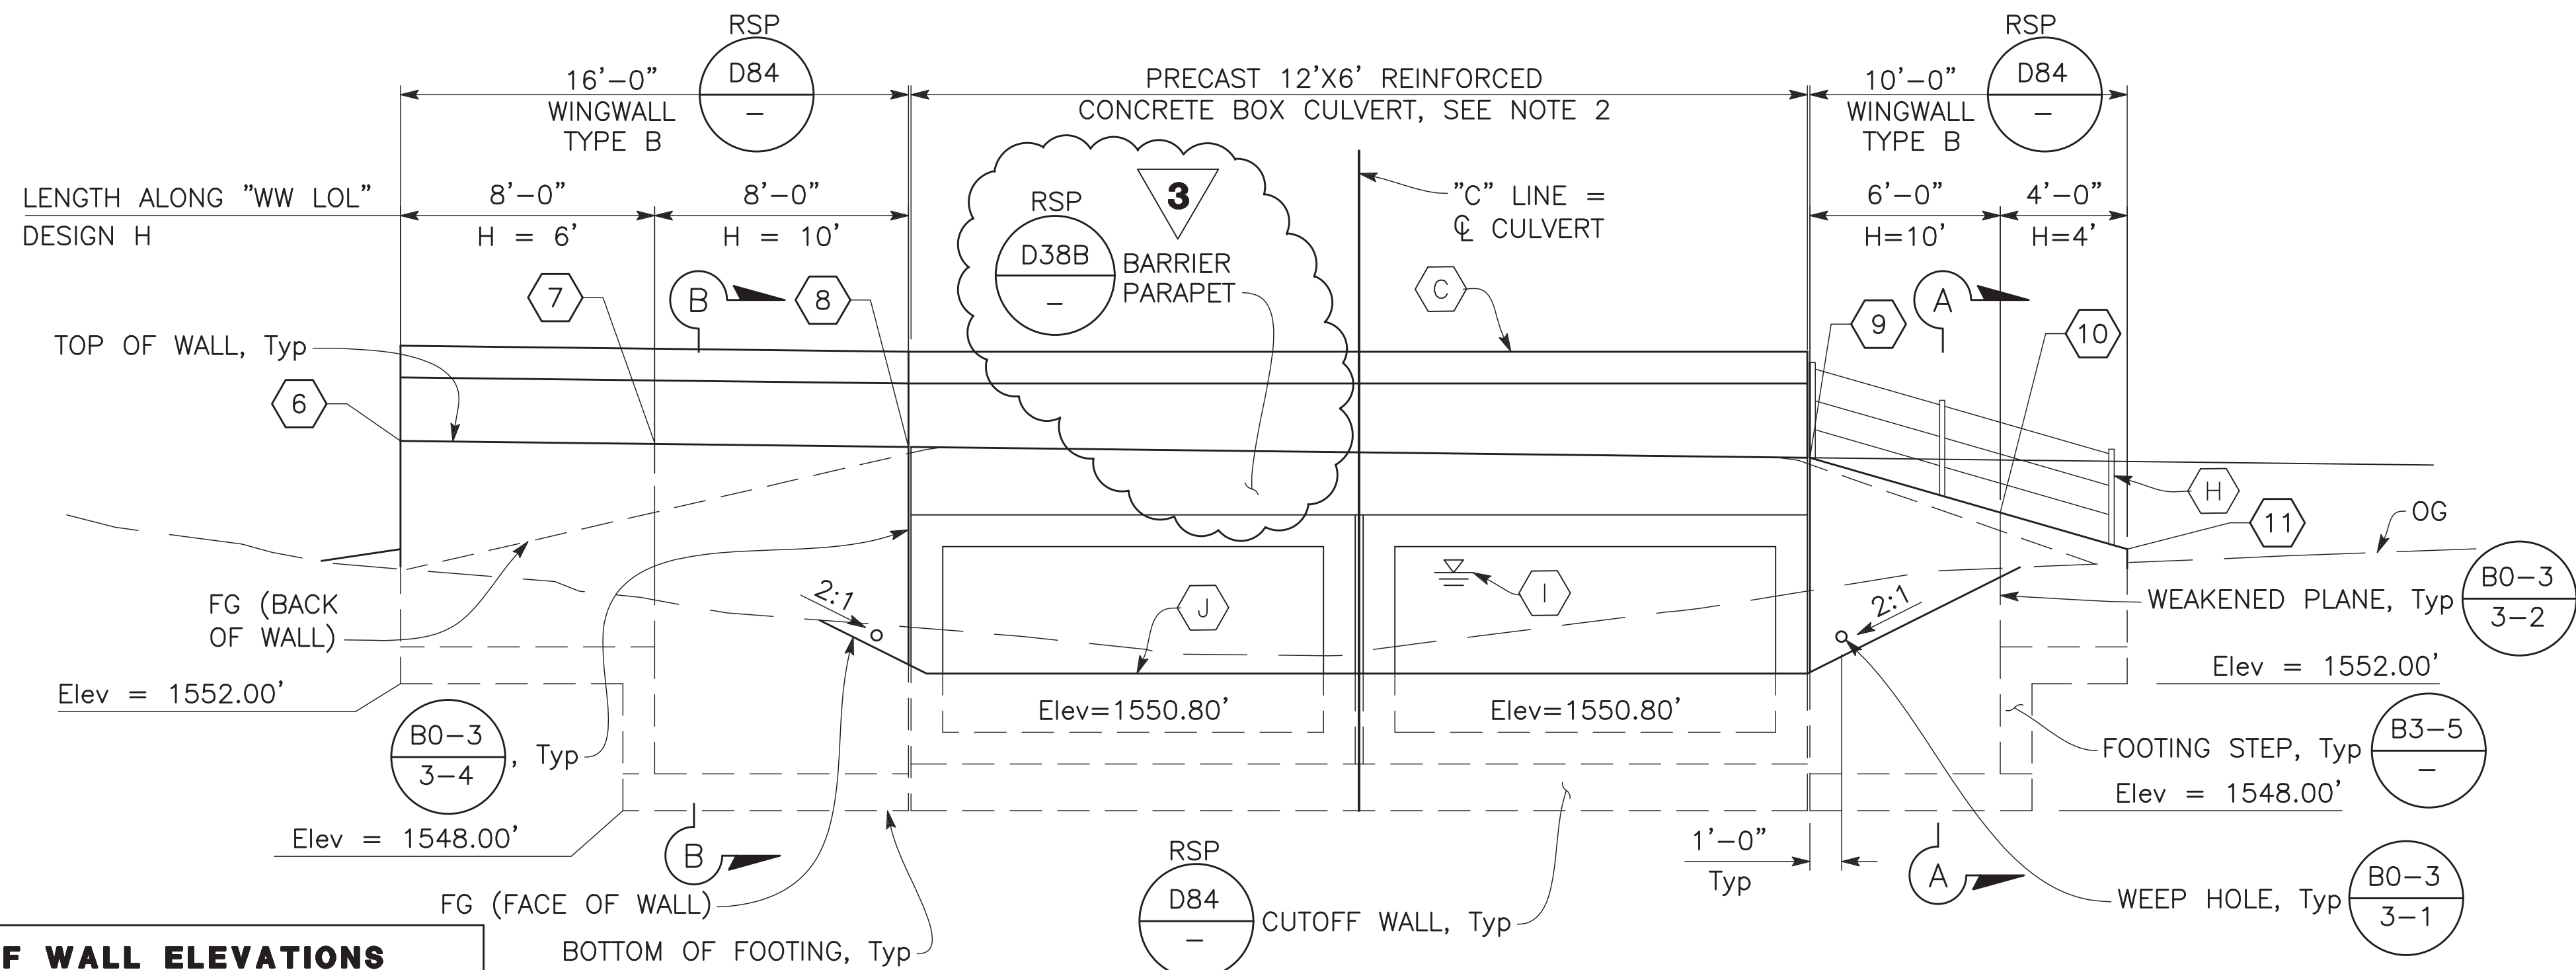 RSP
D84
–
16'-0"
WINGWALL
TYPE B
PRECAST 12'X6' REINFORCED
CONCRETE BOX CULVERT, SEE NOTE 2
RSP
D84
–
10'-0"
WINGWALL
TYPE B
LENGTH ALONG "WW LOL"
DESIGN H
8'-0"
H = 6'
8'-0"
H = 10'
3
RSP
D38B
–
BARRIER
PARAPET
"C" LINE =
℄ CULVERT
6'-0"
H=10'
4'-0"
H=4'
7
B
8
C
9
A
10
TOP OF WALL, Typ
6
H
11
OG
FG (BACK
OF WALL)
2:1
J
I
2:1
WEAKENED PLANE, Typ
B0-3
3-2
Elev = 1552.00'
Elev=1550.80'
Elev=1550.80'
Elev = 1552.00'
B0-3
3-4
, Typ
FOOTING STEP, Typ
B3-5
–
Elev = 1548.00'
Elev = 1548.00'
B
1'-0"
Typ
A
FG (FACE OF WALL)
RSP
D84
–
CUTOFF WALL, Typ
WEEP HOLE, Typ
B0-3
3-1
BOTTOM OF FOOTING, Typ
F WALL ELEVATIONS